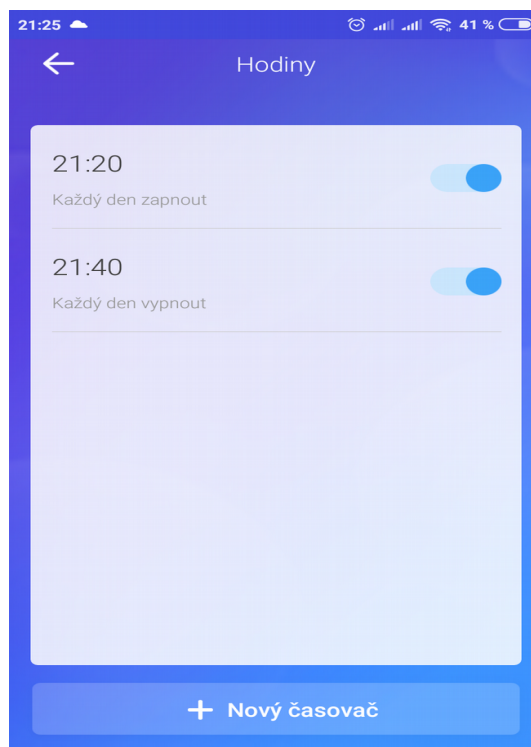 21:25 41 %
Hodiny
21:20
Každý den zapnout
21:40
Každý den vypnout
+ Nový časovač